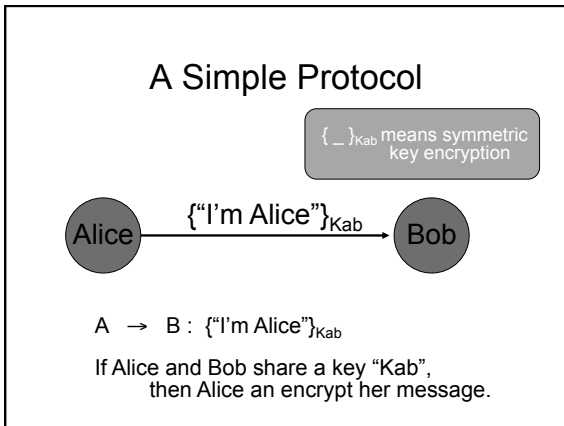 A Simple Protocol
{ _ }Kab means symmetric
key encryption
{“I’m Alice”}Kab
Alice
Bob
A → B : {“I’m Alice”}Kab
If Alice and Bob share a key “Kab”,
then Alice an encrypt her message.